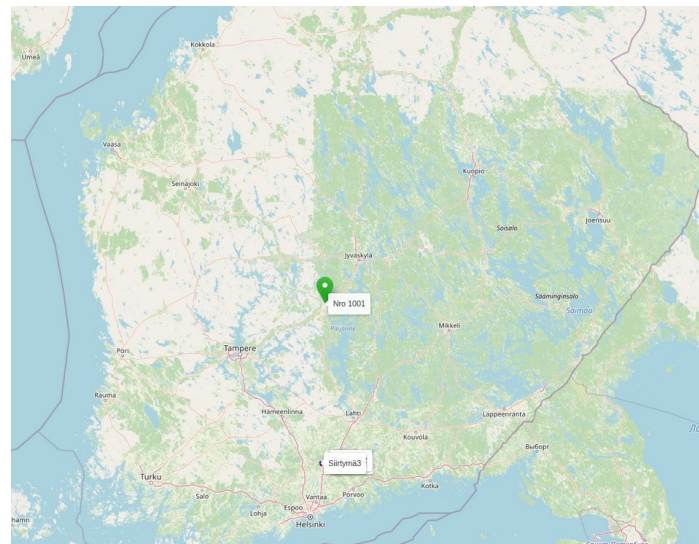 Umeå
Kokkola
Vaasa
Seinäjoki
Kuopio
Joensuu
Soisalo
Jyväskylä
Nro 1001
Sääminginsalo
Saimaa
Mikkeli
Päijänne
Tampere
Pori
Rauma
Hämeenlinna
Lahti
Lappeenranta
Kouvola
Выборг
Siirtymä3
Turku
Salo
Vantaa
Porvoo
Kotka
Espoo
Lohja
Helsinki
hamn